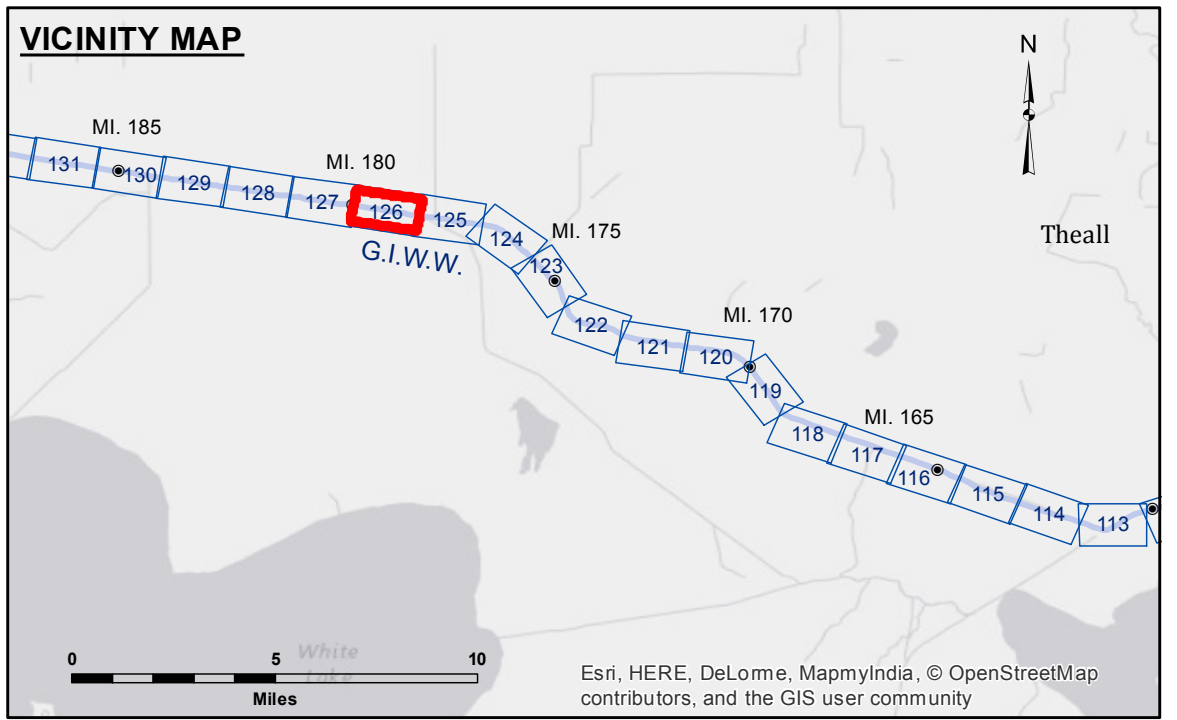 VICINITY MAP
N
MI. 185
MI. 180
131
130
129
128
127
126
125
124
MI. 175
Theall
G.I.W.W.
123
122
MI. 170
121
120
119
MI. 165
118
117
116
115
114
113
White
Lake
0 5 10
Miles
Esri, HERE, DeLorme, MapmyIndia, © OpenStreetMap
contributors, and the GIS user community